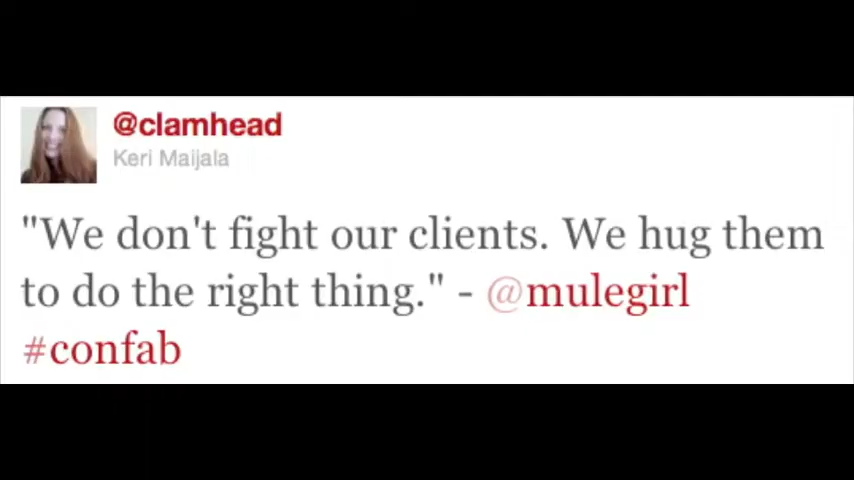 @clamhead
Keri Maijala
"We don't fight our clients. We hug them
to do the right thing." - @mulegirl
#confab